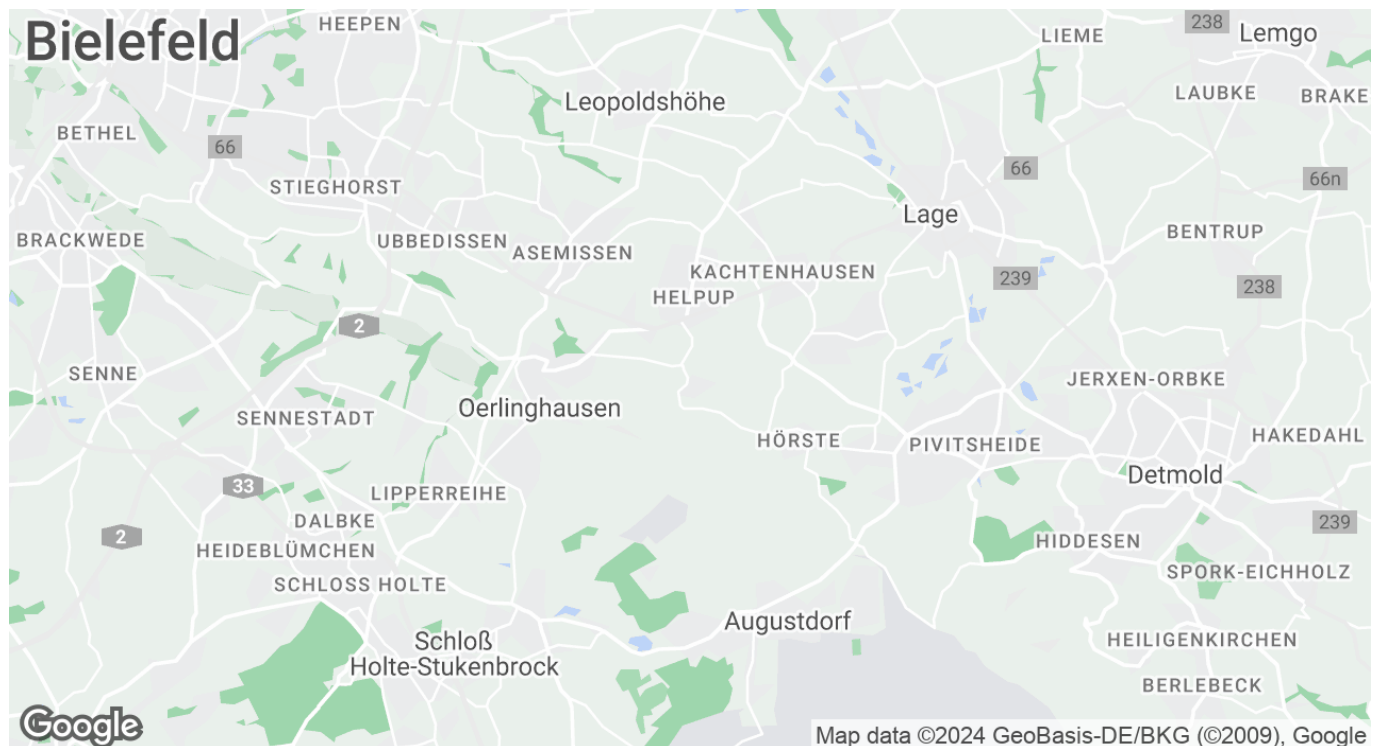 HEEPEN
238
Bielefeld
LIEME
Lemgo
LAUBKE
BRAKE
Leopoldshöhe
BETHEL
66
66
66n
STIEGHORST
Lage
BRACKWEDE
UBBEDISSEN
ASEMISSEN
BENTRUP
KACHTENHAUSEN
239
238
HELPUP
2
SENNE
JERXEN-ORBKE
SENNESTADT
Oerlinghausen
HÖRSTE
PIVITSHEIDE
HAKEDAHL
Detmold
33
LIPPERREIHE
DALBKE
239
2
HEIDEBLÜMCHEN
HIDDESEN
SCHLOSS HOLTE
SPORK-EICHHOLZ
Augustdorf
Schloß
Holte-Stukenbrock
HEILIGENKIRCHEN
BERLEBECK
Google
Map data ©2024 GeoBasis-DE/BKG (©2009), Google